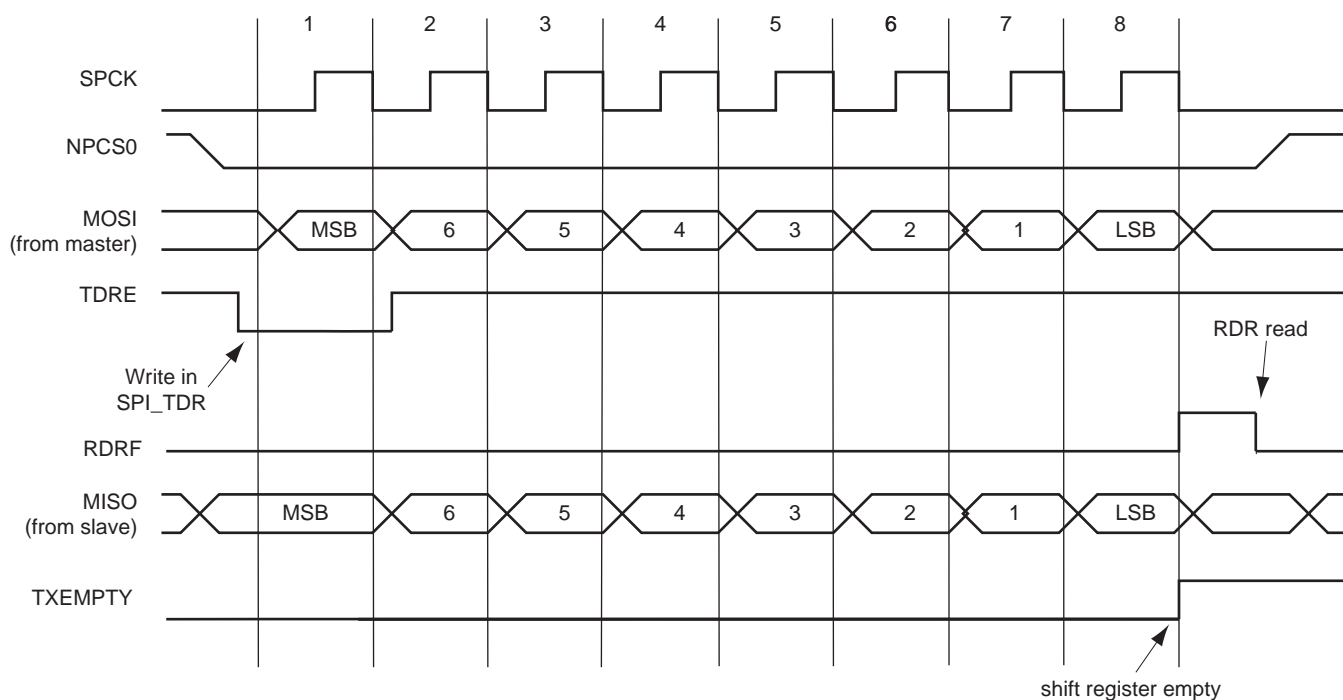 1 2 3 4 5 6 7 8
SPCK
NPCS0
MOSI
(from master)
MSB 6 5 4 3 2 1 LSB
TDRE
RDR read
Write in
SPI_TDR
RDRF
MISO
(from slave)
MSB 6 5 4 3 2 1 LSB
TXEMPTY
shift register empty